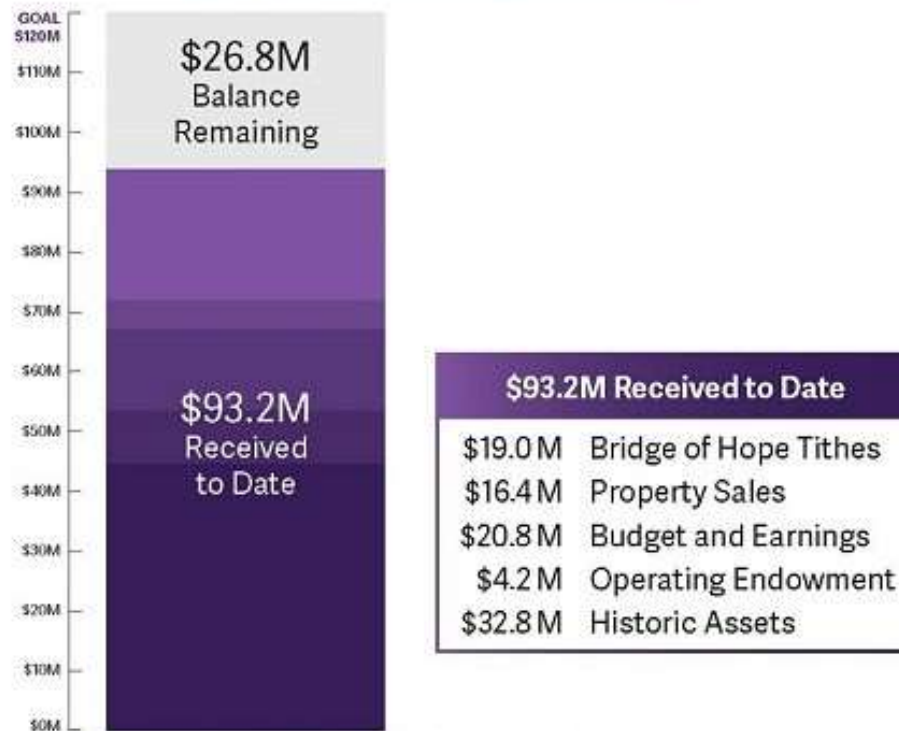 GOAL
$120M
$110M
$100M
$90M
$80M
$70M
$60M
$50M
$40M
$30M
$20M
$10M
$0M
$26.8M
Balance
Remaining
$93.2M
Received
to Date
$93.2M Received to Date
$19.0 M Bridge of Hope Tithes
$16.4 M Property Sales
$20.8 M Budget and Earnings
$4.2 M Operating Endowment
$32.8 M Historic Assets